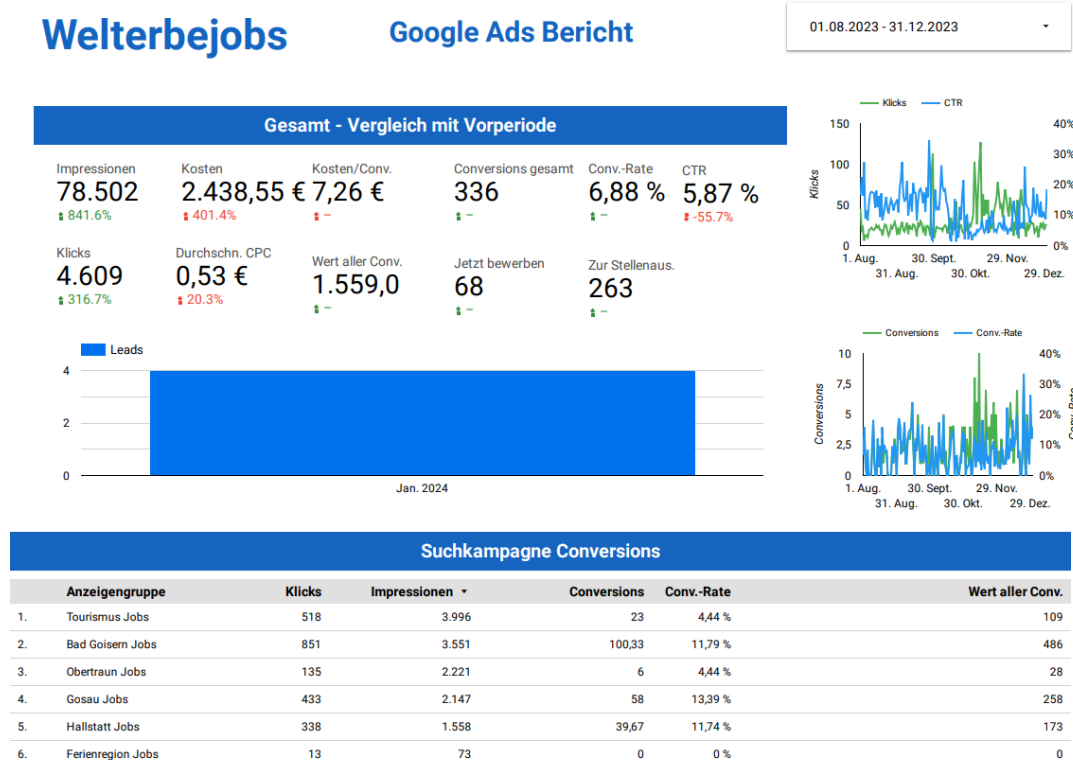 Welterbejobs
Google Ads Bericht
01.08.2023 - 31.12.2023
Gesamt - Vergleich mit Vorperiode
Impressionen
78.502
841.6%
Kosten
2.438,55 €
401.4%
Kosten/Conv.
7,26 €
–
Conversions gesamt
336
–
Conv.-Rate
6,88 %
–
CTR
5,87 %
-55.7%
Klicks
4.609
316.7%
Durchschn. CPC
0,53 €
20.3%
Wert aller Conv.
1.559,0
–
Jetzt bewerben
68
–
Zur Stellenaus.
263
–
Klicks CTR
150
100
50
0
Klicks
40%
30%
20%
10%
0%
1. Aug. 30. Sept. 29. Nov.
31. Aug. 30. Okt. 29. Dez.
Leads
4
2
0
Jan. 2024
Conversions Conv.-Rate
10
7,5
5
2,5
0
Conversions
40%
30%
20%
10%
0%
Conv.-Rate
1. Aug. 30. Sept. 29. Nov.
31. Aug. 30. Okt. 29. Dez.
Suchkampagne Conversions
Anzeigengruppe Klicks Impressionen Conversions Conv.-Rate Wert aller Conv.
1. Tourismus Jobs 518 3.996 23 4,44 % 109
2. Bad Goisern Jobs 851 3.551 100,33 11,79 % 486
3. Obertraun Jobs 135 2.221 6 4,44 % 28
4. Gosau Jobs 433 2.147 58 13,39 % 258
5. Hallstatt Jobs 338 1.558 39,67 11,74 % 173
6. Ferienregion Jobs 13 73 0 0 % 0